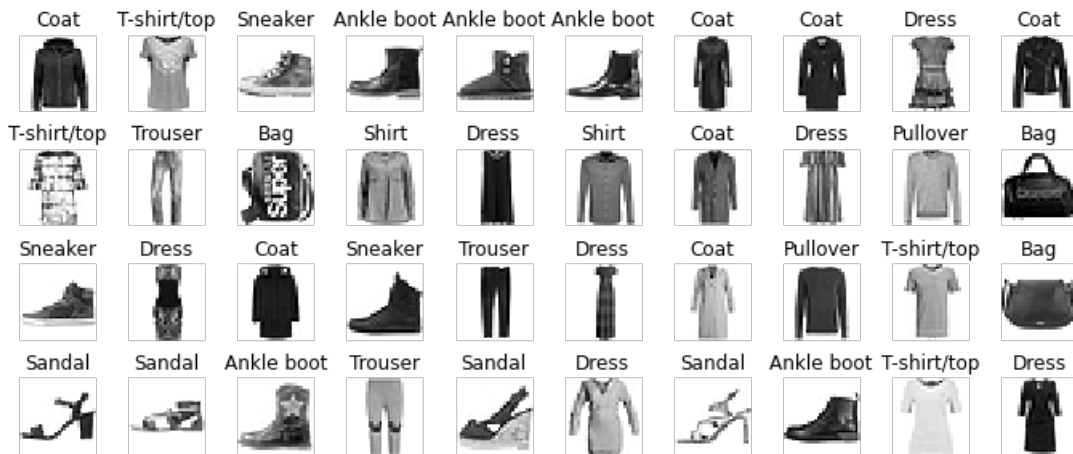 Coat T-shirt/top Sneaker Ankle boot Ankle boot Ankle boot Coat Coat Dress Coat
T-shirt/top Trouser Bag Shirt Dress Shirt Coat Dress Pullover Bag
Super
Sneaker Dress Coat Sneaker Trouser Dress Coat Pullover T-shirt/top Bag
Sandal Sandal Ankle boot Trouser Sandal Dress Sandal Ankle boot T-shirt/top Dress